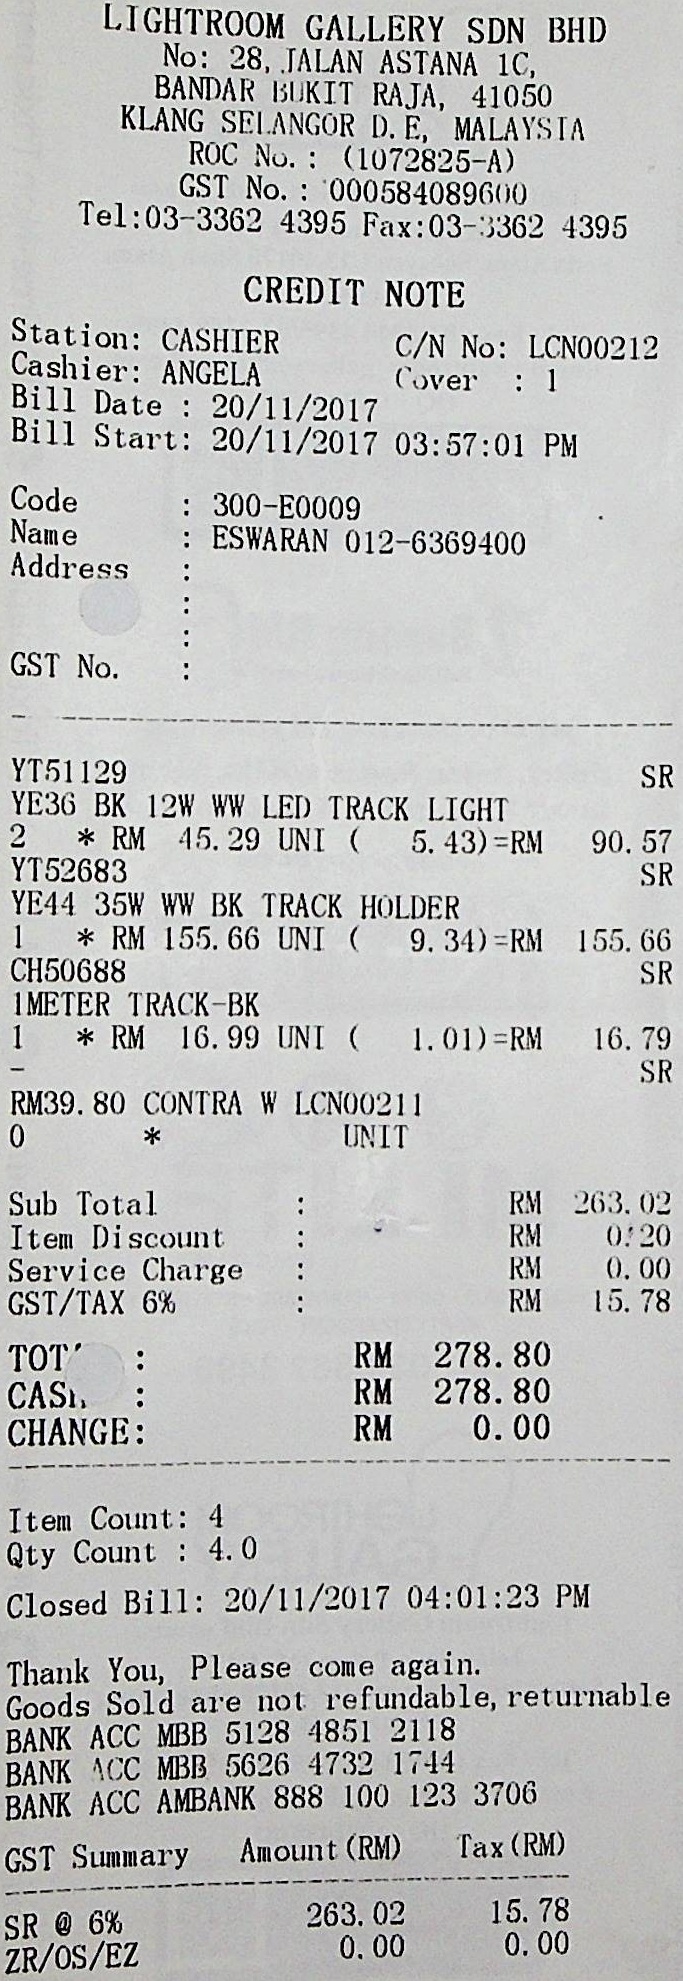 LIGHTROOM GALLERY SDN BHD
No: 28, JALAN ASTANA 1C,
BANDAR BUKIT RAJA, 41050
KLANG SELANGOR D.E, MALAYSIA
ROC No.: (1072825-A)
GST No.: 000584089600
Tel:03-3362 4395 Fax:03-3362 4395
CREDIT NOTE
Station: CASHIER C/N No: LCN00212
Cashier: ANGELA Cover : 1
Bill Date : 20/11/2017
Bill Start: 20/11/2017 03:57:01 PM
Code : 300-E0009
Name : ESWARAN 012-6369400
Address :
:
:
GST No. :
YT51129 SR
YE36 BK 12W WW LED TRACK LIGHT
2 * RM 45.29 UNI ( 5.43)=RM 90.57
YT52683 SR
YE44 35W WW BK TRACK HOLDER
1 * RM 155.66 UNI ( 9.34)=RM 155.66
CH50688 SR
1METER TRACK-BK
1 * RM 16.99 UNI ( 1.01)=RM 16.79
- SR
RM39.80 CONTRA W LCN00211
0 * UNIT
Sub Total : RM 263.02
Item Discount : RM 0.20
Service Charge : RM 0.00
GST/TAX 6% : RM 15.78
: RM 278.80
CASH : RM 278.80
CHANGE: RM 0.00
Item Count: 4
Qty Count : 4.0
Closed Bill: 20/11/2017 04:01:23 PM
Thank You, Please come again.
Goods Sold are not refundable, returnable
BANK ACC MBB 5128 4851 2118
BANK ACC MBB 5626 4732 1744
BANK ACC AMBANK 888 100 123 3706
GST Summary Amount(RM) Tax(RM)
SR @ 6% 263.02 15.78
ZR/OS/EZ 0.00 0.00